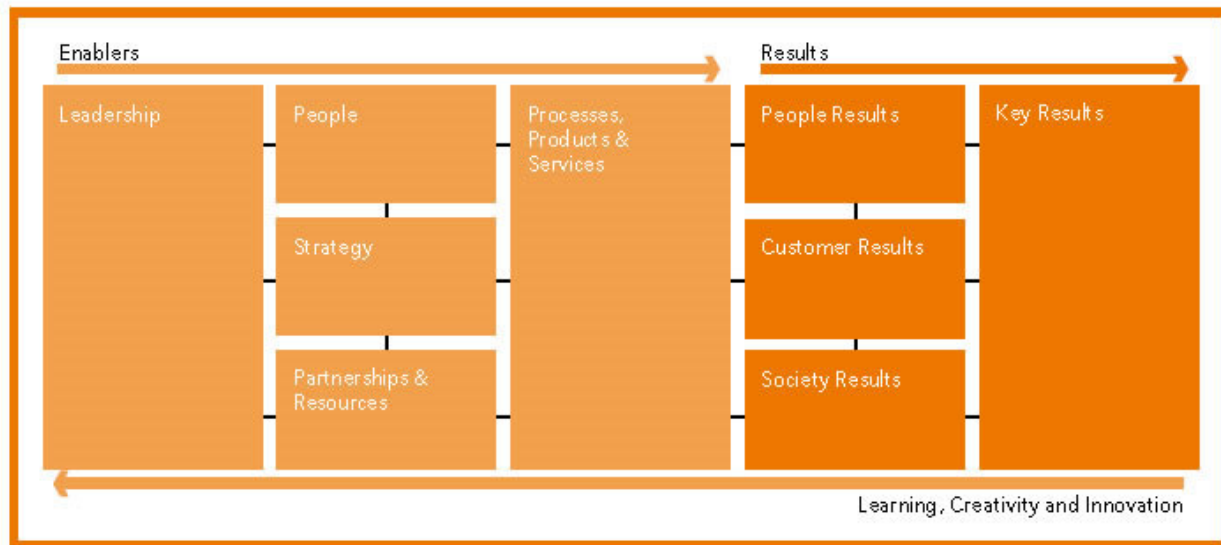 Enablers
Results
Leadership
People
Processes,
Products &
Services
People Results
Key Results
Strategy
Customer Results
Partnerships &
Resources
Society Results
Learning, Creativity and Innovation